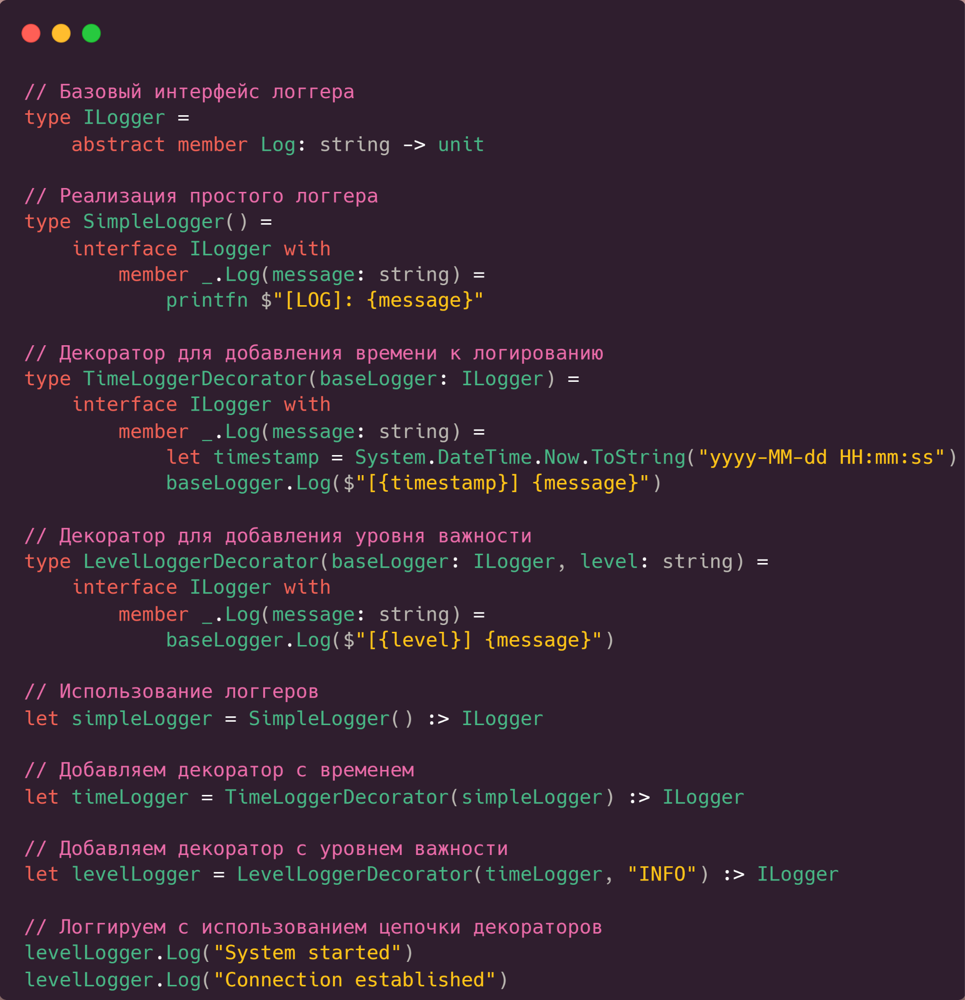 // Базовый интерфейс логгера
type ILogger =
    abstract member Log: string -> unit

// Реализация простого логгера
type SimpleLogger() =
    interface ILogger with
        member _.Log(message: string) =
            printfn $"[LOG]: {message}"

// Декоратор для добавления времени к логированию
type TimeLoggerDecorator(baseLogger: ILogger) =
    interface ILogger with
        member _.Log(message: string) =
            let timestamp = System.DateTime.Now.ToString("yyyy-MM-dd HH:mm:ss")
            baseLogger.Log($"[{timestamp}] {message}")

// Декоратор для добавления уровня важности
type LevelLoggerDecorator(baseLogger: ILogger, level: string) =
    interface ILogger with
        member _.Log(message: string) =
            baseLogger.Log($"[{level}] {message}")

// Использование логгеров
let simpleLogger = SimpleLogger() :> ILogger

// Добавляем декоратор с временем
let timeLogger = TimeLoggerDecorator(simpleLogger) :> ILogger

// Добавляем декоратор с уровнем важности
let levelLogger = LevelLoggerDecorator(timeLogger, "INFO") :> ILogger

// Логгируем с использованием цепочки декораторов
levelLogger.Log("System started")
levelLogger.Log("Connection established")